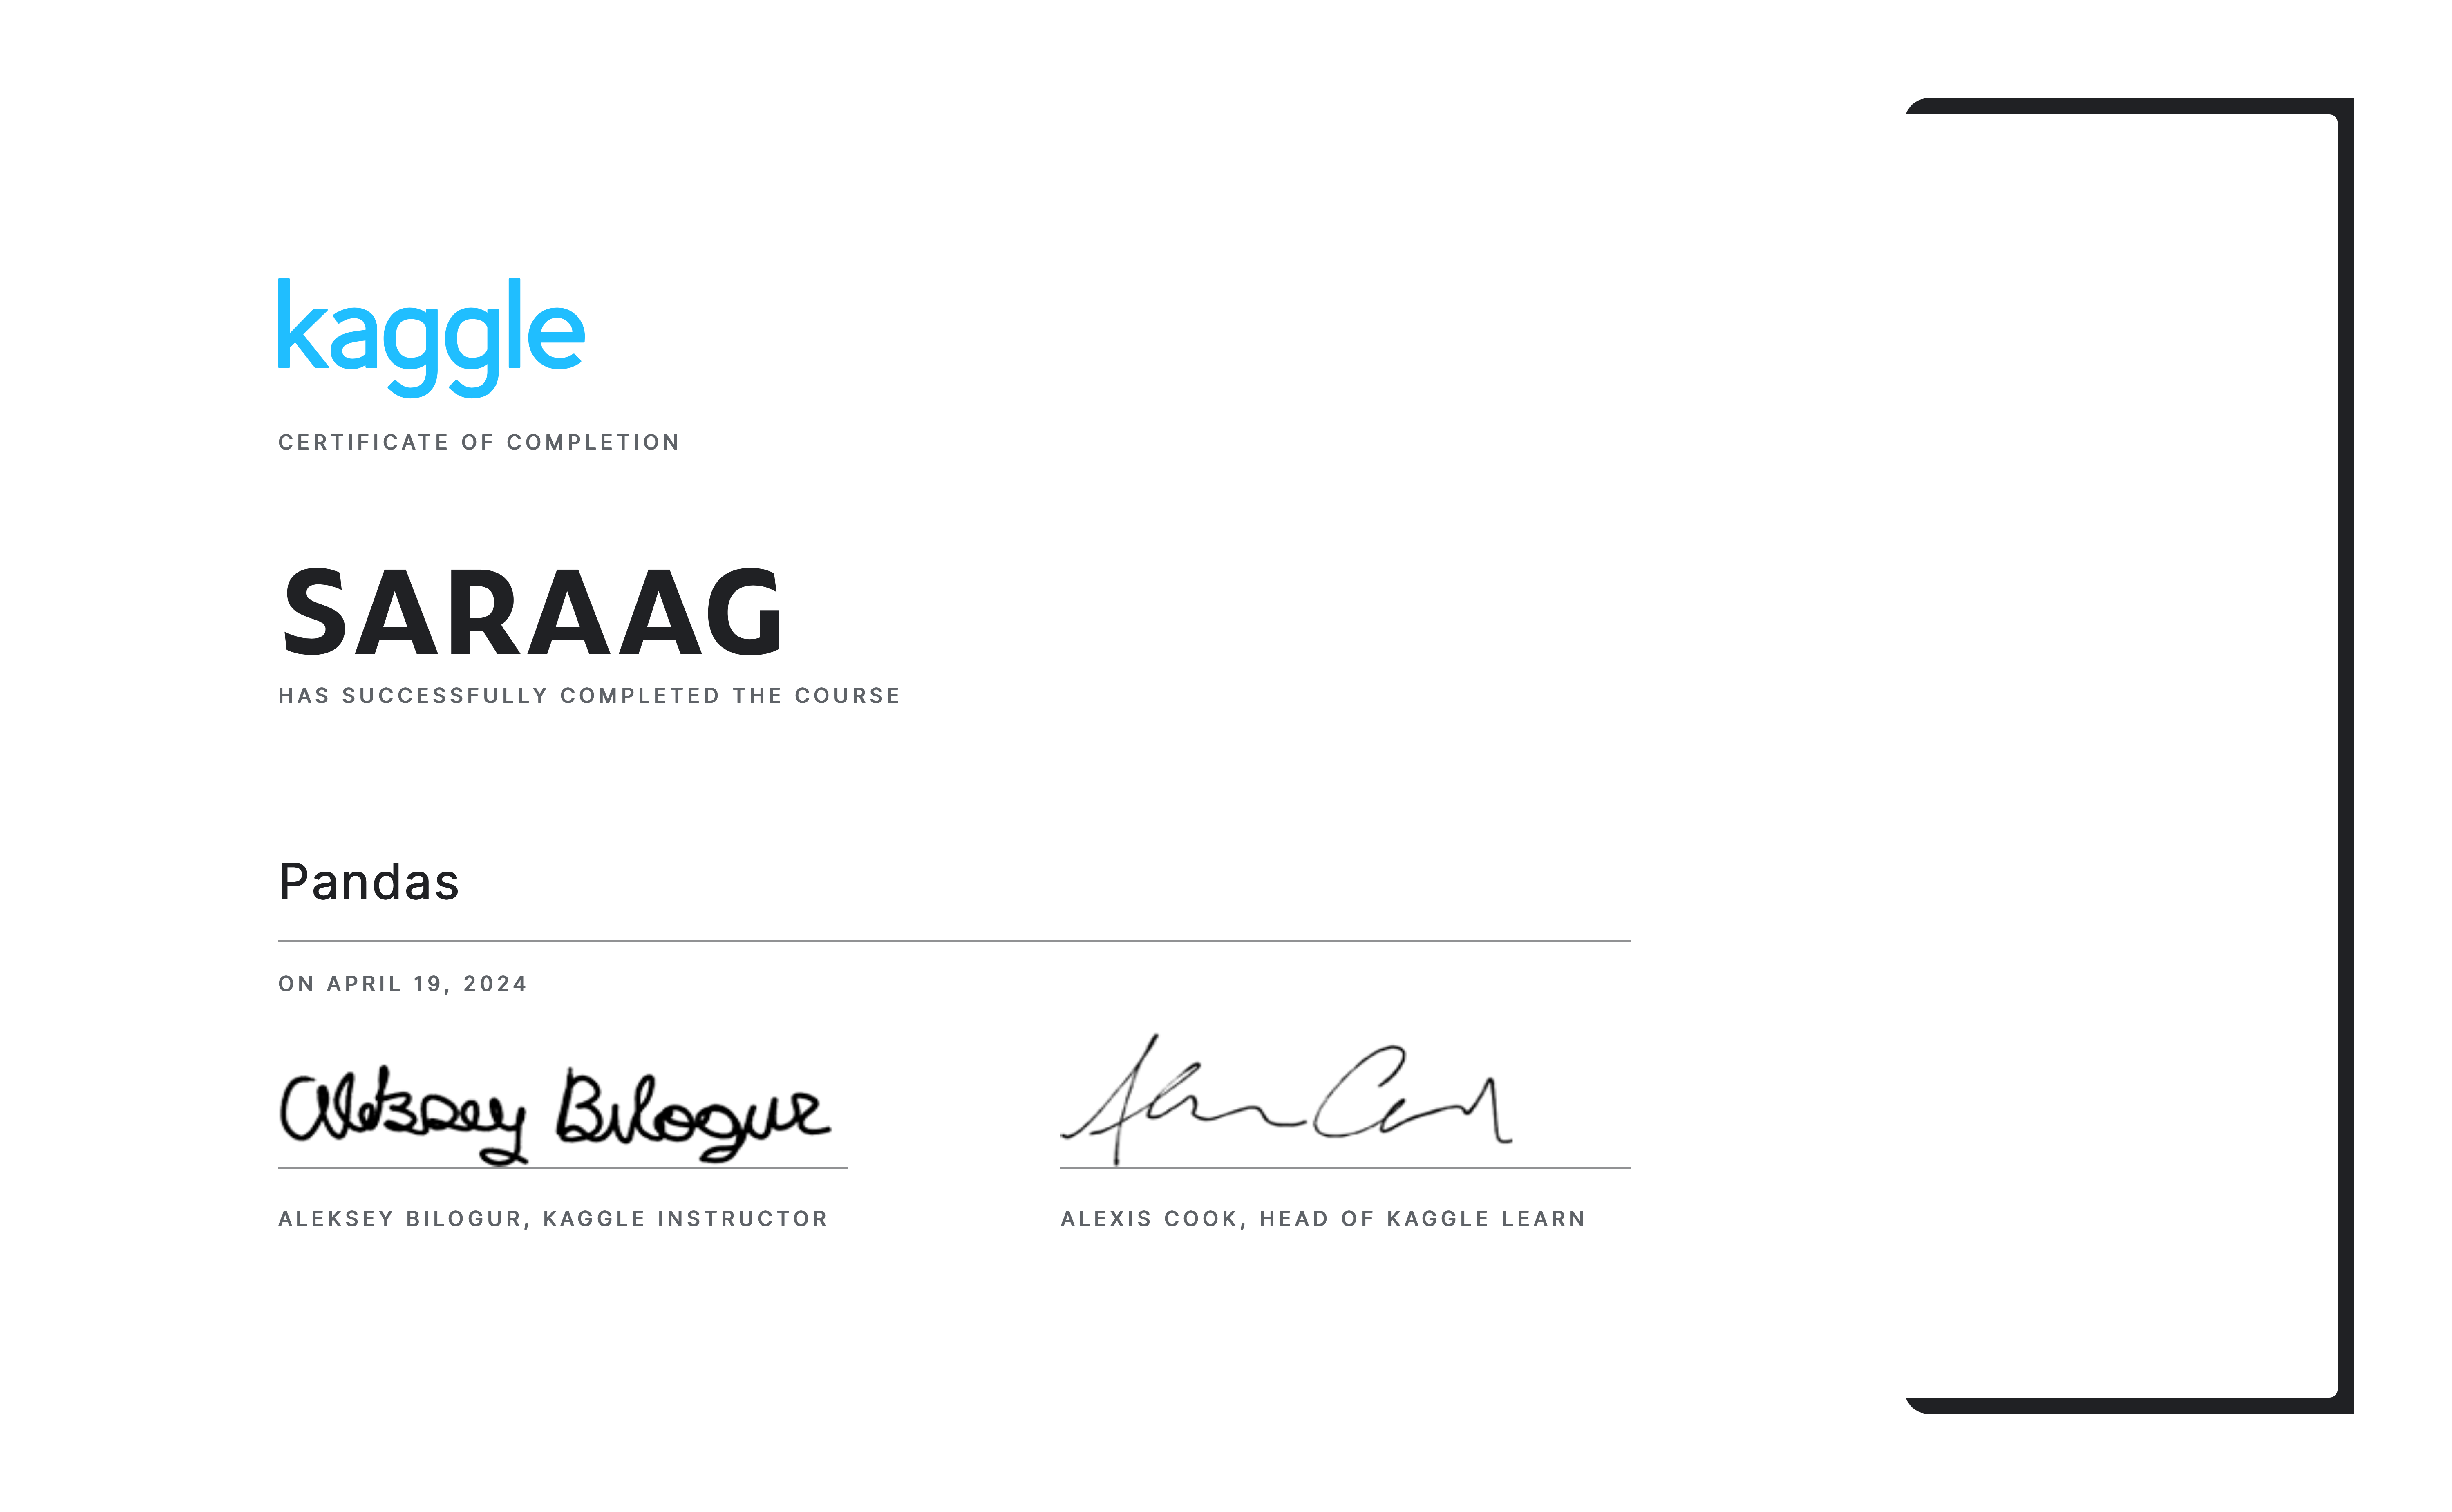 kaggle
CERTIFICATE OF COMPLETION
SARAAG
HAS SUCCESSFULLY COMPLETED THE COURSE
Pandas
ON APRIL 19, 2024
Aleksey Bilogur
ALEKSEY BILOGUR, KAGGLE INSTRUCTOR
ALEXIS COOK, HEAD OF KAGGLE LEARN